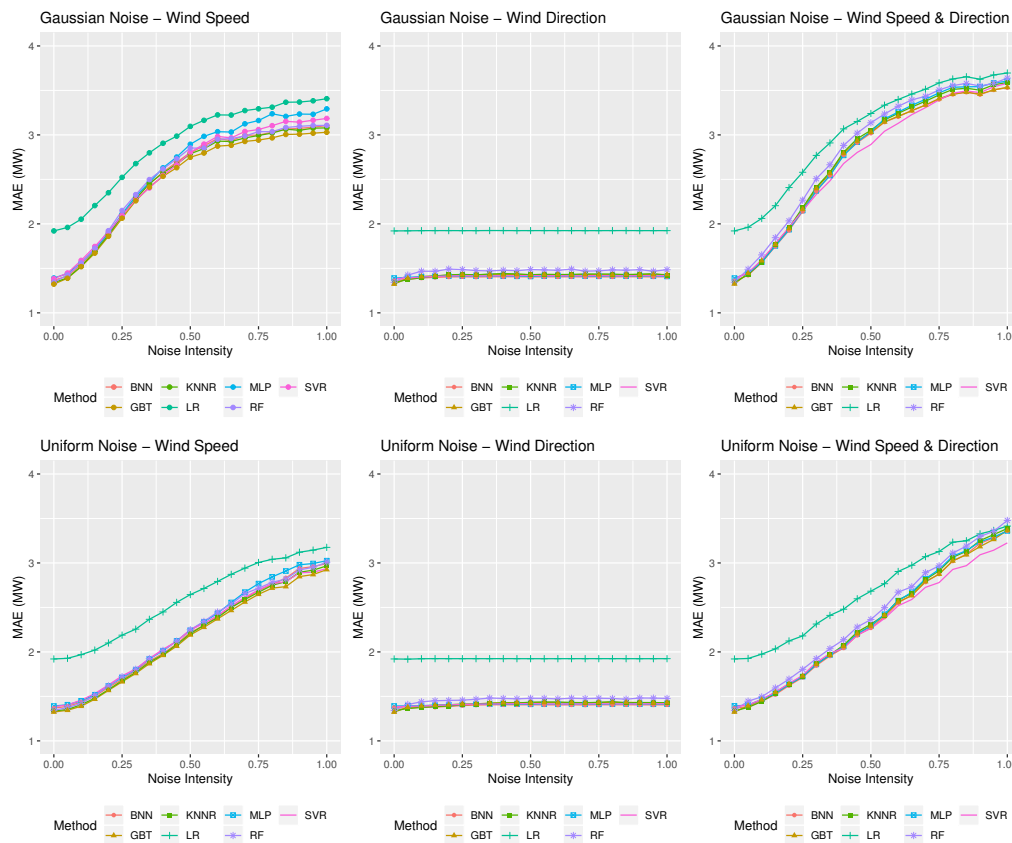 Gaussian Noise − Wind Speed
Gaussian Noise − Wind Direction
Gaussian Noise − Wind Speed & Direction
MAE (MW)
4
3
2
1
0.00 0.25 0.50 0.75 1.00
Noise Intensity
MAE (MW)
4
3
2
1
0.00 0.25 0.50 0.75 1.00
Noise Intensity
MAE (MW)
4
3
2
1
0.00 0.25 0.50 0.75 1.00
Noise Intensity
Method BNN KNNR MLP SVR
GBT LR RF
Method BNN KNNR MLP SVR
GBT LR RF
Method BNN KNNR MLP SVR
GBT LR RF
Uniform Noise − Wind Speed
Uniform Noise − Wind Direction
Uniform Noise − Wind Speed & Direction
MAE (MW)
4
3
2
1
0.00 0.25 0.50 0.75 1.00
Noise Intensity
MAE (MW)
4
3
2
1
0.00 0.25 0.50 0.75 1.00
Noise Intensity
MAE (MW)
4
3
2
1
0.00 0.25 0.50 0.75 1.00
Noise Intensity
Method BNN KNNR MLP SVR
GBT LR RF
Method BNN KNNR MLP SVR
GBT LR RF
Method BNN KNNR MLP SVR
GBT LR RF